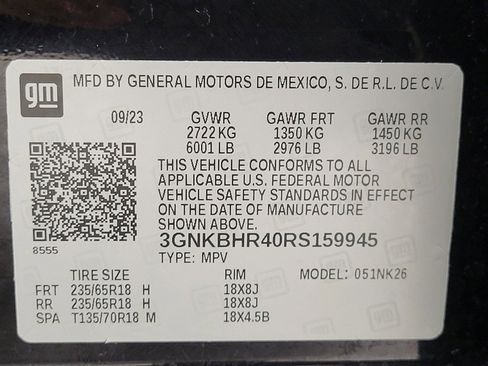 gm
MFD BY GENERAL MOTORS DE MEXICO, S. DE R.L. DE C.V.
09/23 GVWR GAWR FRT GAWR RR
2722 KG 1350 KG 1450 KG
6001 LB 2976 LB 3196 LB
THIS VEHICLE CONFORMS TO ALL
APPLICABLE U.S. FEDERAL MOTOR
VEHICLE SAFETY STANDARDS IN EFFECT
ON THE DATE OF MANUFACTURE
SHOWN ABOVE.
8555
3GNKBHR40RS159945
TYPE: MPV MODEL: 051NK26
TIRE SIZE RIM
FRT 235/65R18 H 18X8J
RR 235/65R18 H 18X8J
SPA T135/70R18 M 18X4.5B